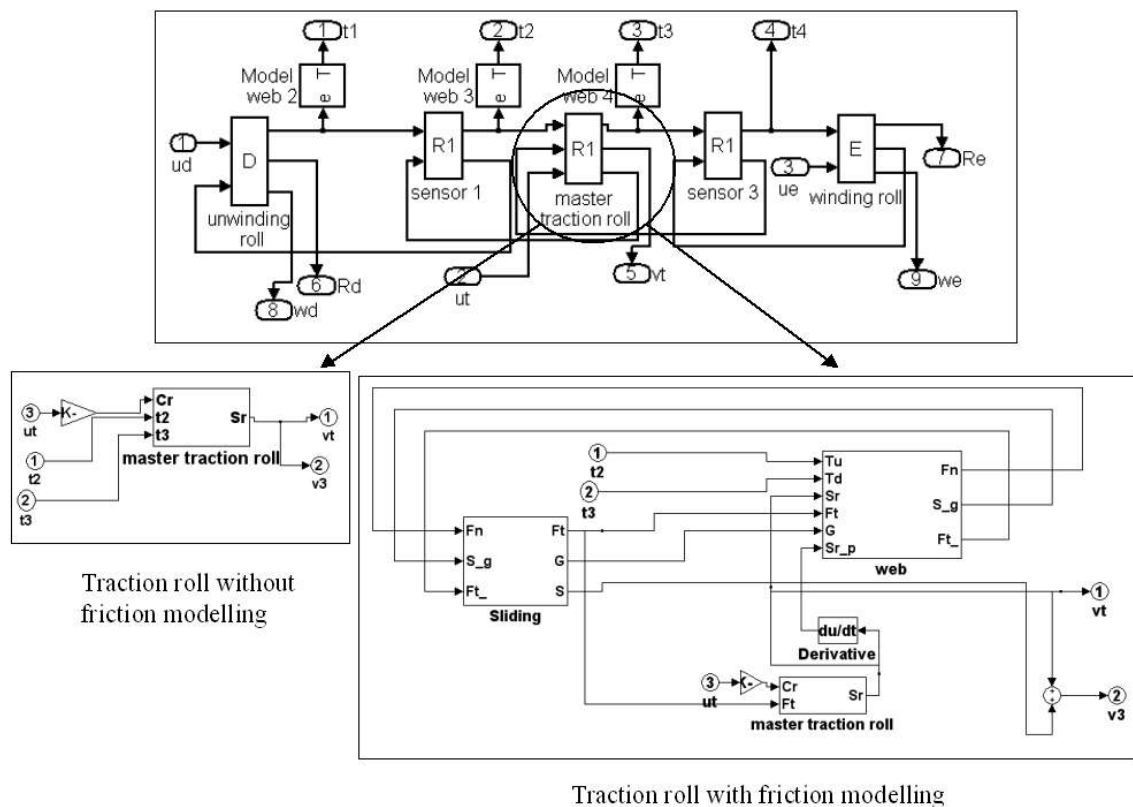 1 t1 2 t2 3 t3 4 t4
Model web 2
T e
Model web 3
T e
Model web 4
T e
1 ud
D
unwinding roll
R1
sensor 1
R1
master traction roll
R1
sensor 3
3 ue
E
winding roll
7 Re
6 Rd
8 wd
2 ut
5 vt
9 we
3 ut
K-
1 t2
2 t3
Cr
t2
t3
Sr
master traction roll
1 vt
2 v3
Traction roll without
friction modelling
1 t2
2 t3
Tu
Td
Sr
Ft
G
Sr_p
Fn
S_g
Ft_
web
Fn
S_g
Ft_
Ft
G
S
Sliding
du/dt
Derivative
3 ut
K-
Cr
Ft
Sr
master traction roll
1 vt
+
+
2 v3
Traction roll with friction modelling